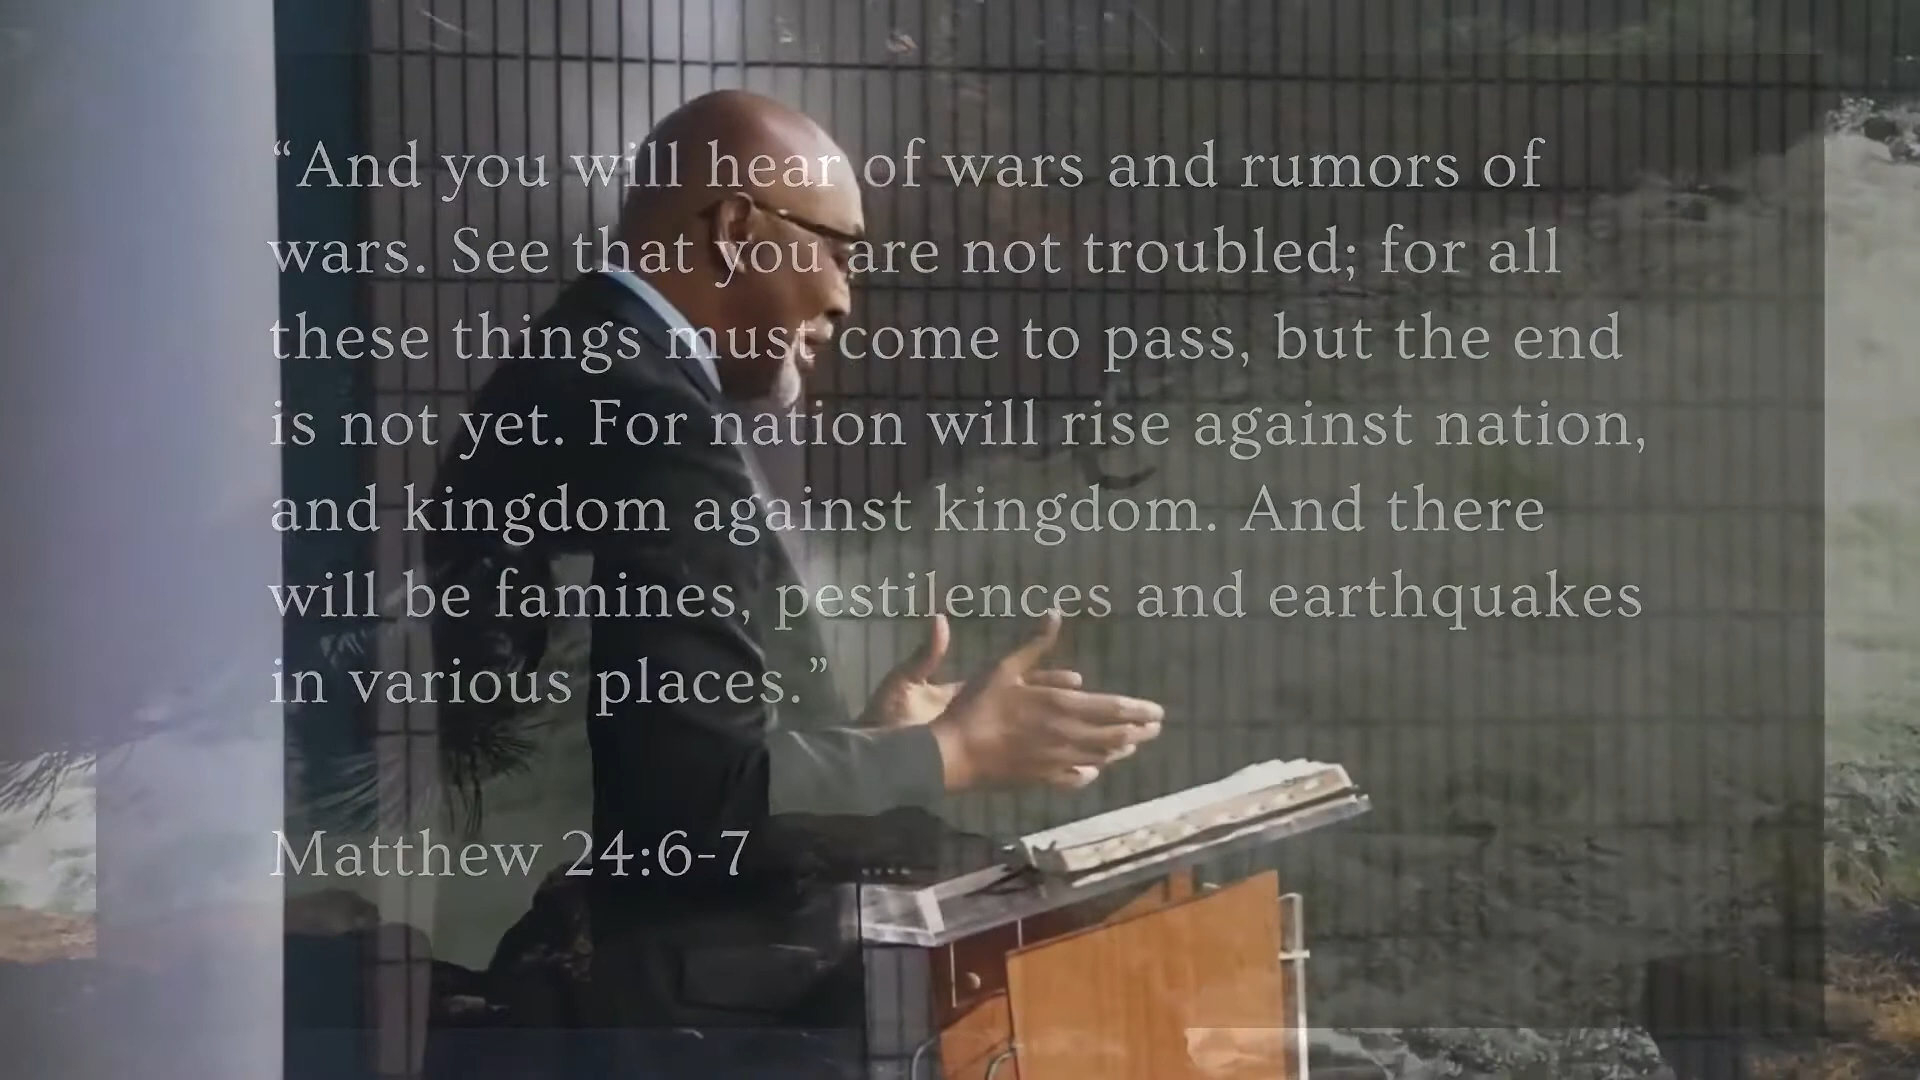 “And you will hear of wars and rumors of
wars. See that you are not troubled; for all
these things must come to pass, but the end
is not yet. For nation will rise against nation,
and kingdom against kingdom. And there
will be famines, pestilences and earthquakes
in various places.”
Matthew 24:6-7